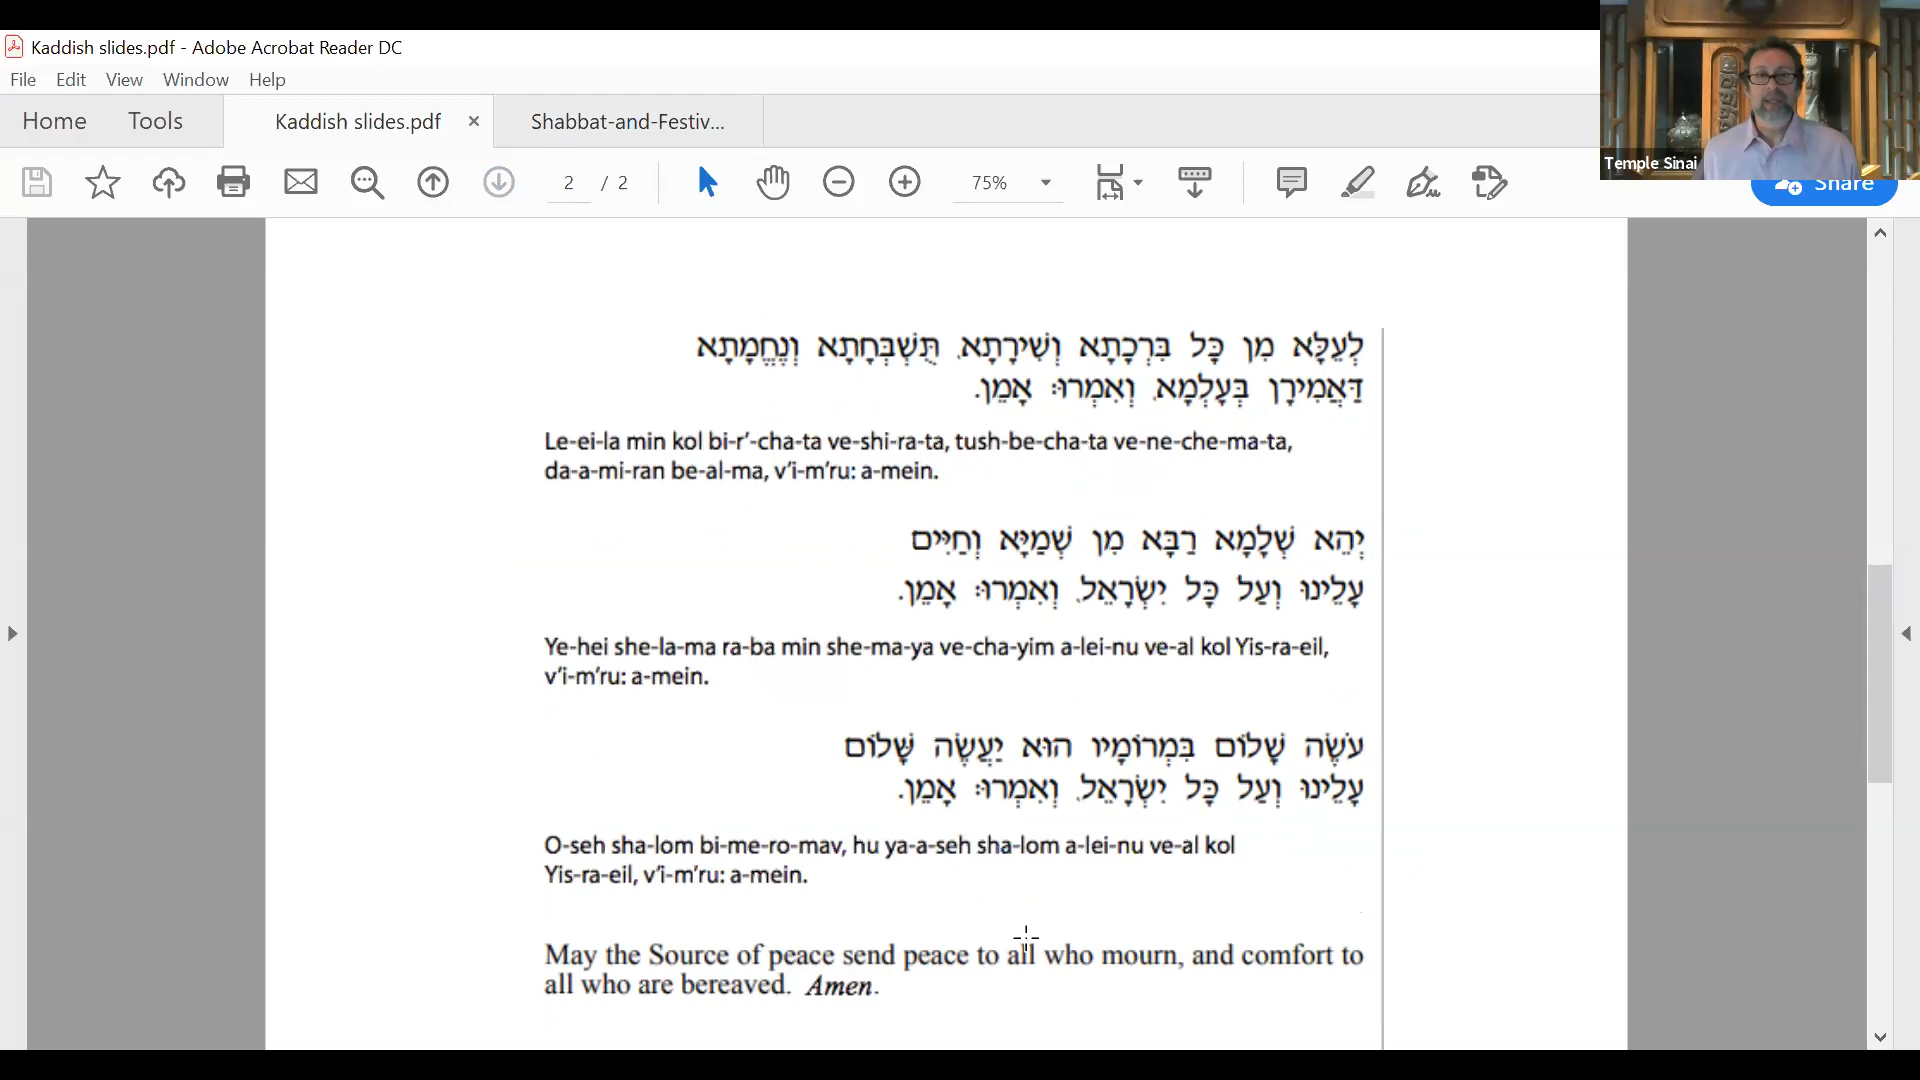 Kaddish slides.pdf - Adobe Acrobat Reader DC
File Edit View Window Help
Home Tools Kaddish slides.pdf Shabbat-and-Festiv...
2 / 2 75% Share
Temple Sinai
לְעֵלָּא מִן כָּל בִּרְכָתָא וְשִׁירָתָא, תֻּשְׁבְּחָתָא וְנֶחֱמָתָא
דַּאֲמִירָן בְּעָלְמָא, וְאִמְרוּ: אָמֵן.
Le-ei-la min kol bi-r’-cha-ta ve-shi-ra-ta, tush-be-cha-ta ve-ne-che-ma-ta,
da-a-mi-ran be-al-ma, v’i-m’ru: a-mein.
יְהֵא שְׁלָמָא רַבָּא מִן שְׁמַיָּא וְחַיִּים
עָלֵינוּ וְעַל כָּל יִשְׂרָאֵל, וְאִמְרוּ: אָמֵן.
Ye-hei she-la-ma ra-ba min she-ma-ya ve-cha-yim a-lei-nu ve-al kol Yis-ra-eil,
v’i-m’ru: a-mein.
עֹשֶׂה שָׁלוֹם בִּמְרוֹמָיו הוּא יַעֲשֶׂה שָׁלוֹם
עָלֵינוּ וְעַל כָּל יִשְׂרָאֵל, וְאִמְרוּ: אָמֵן.
O-seh sha-lom bi-me-ro-mav, hu ya-a-seh sha-lom a-lei-nu ve-al kol
Yis-ra-eil, v’i-m’ru: a-mein.
May the Source of peace send peace to all who mourn, and comfort to
all who are bereaved. Amen.